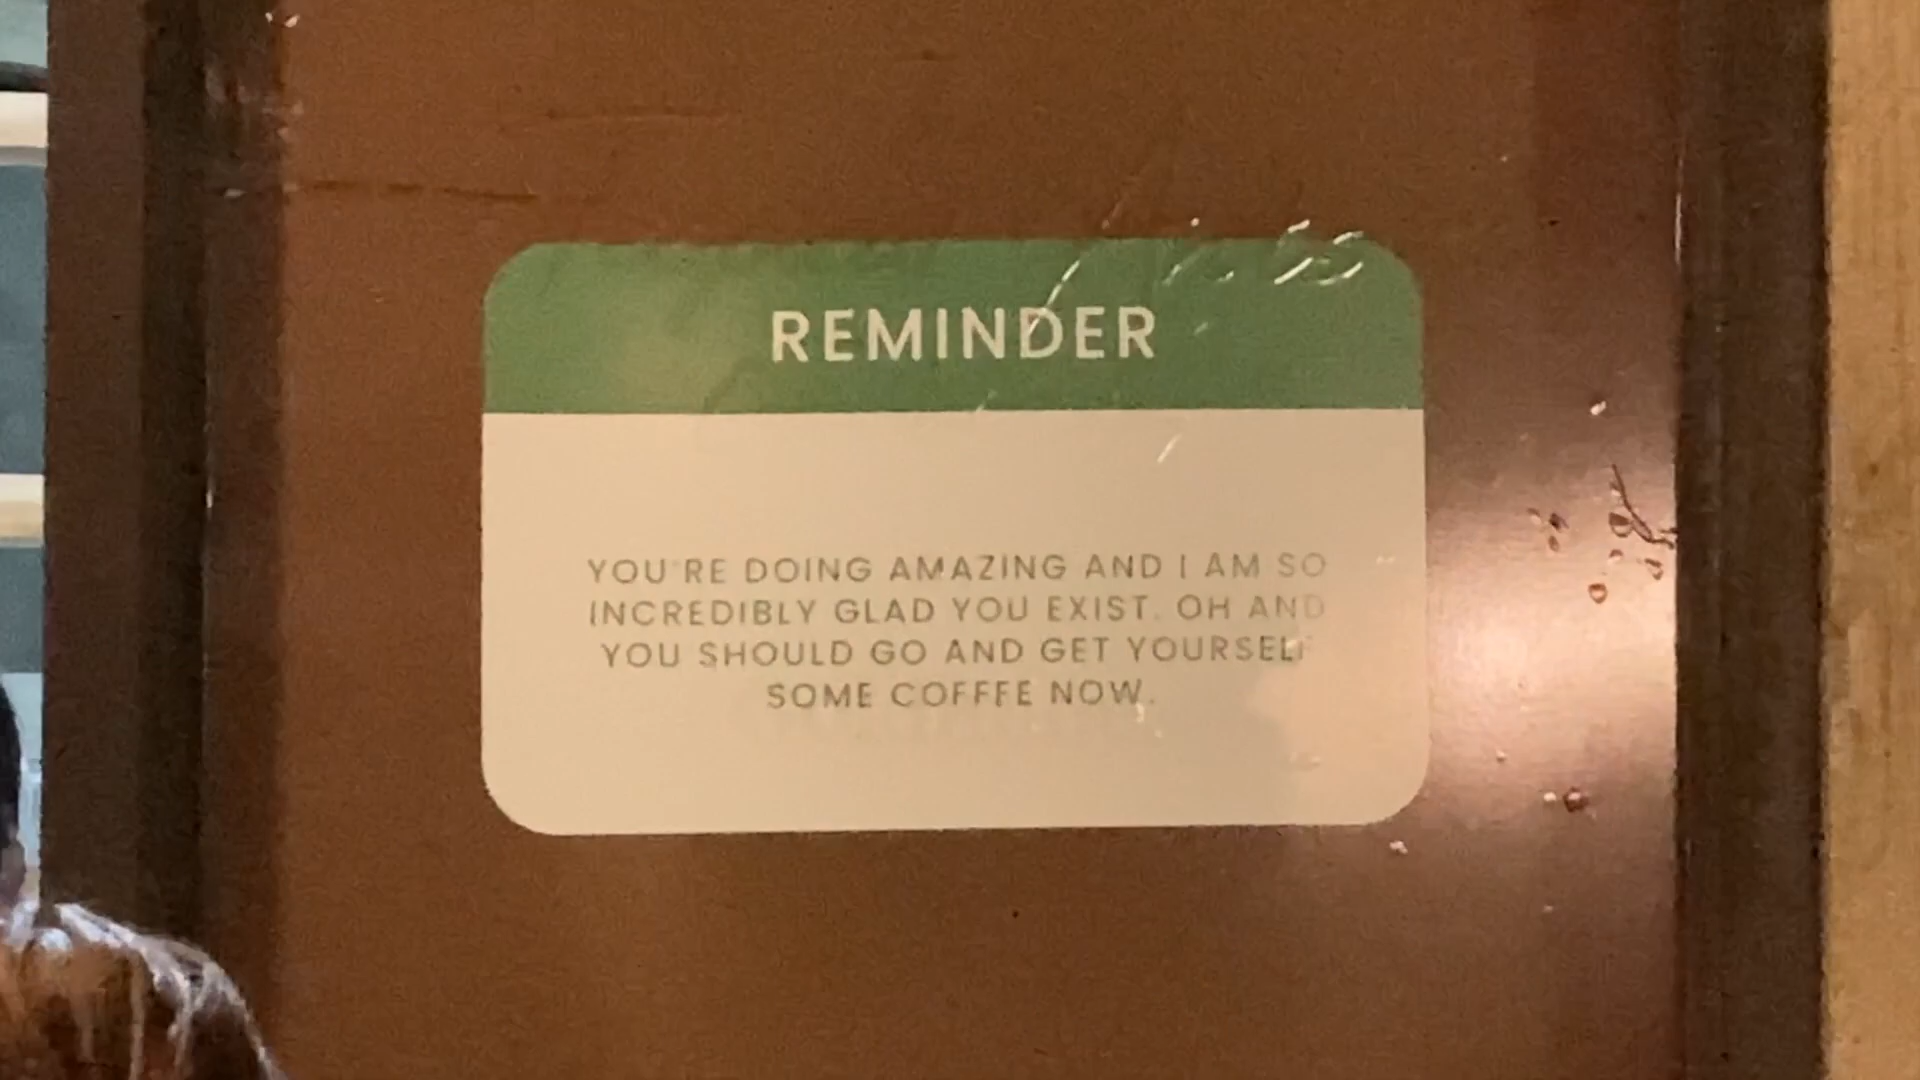 REMINDER
YOU'RE DOING AMAZING AND I AM SO
INCREDIBLY GLAD YOU EXIST. OH AND
YOU SHOULD GO AND GET YOURSELF
SOME COFFFE NOW.